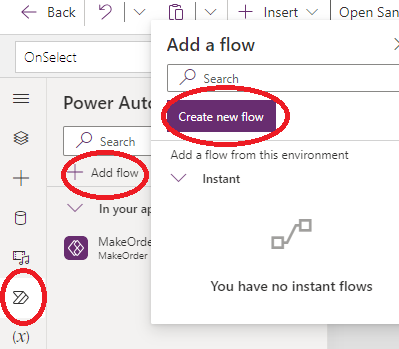 Back
Insert
Open San
OnSelect
Add a flow
Search
Create new flow
Add a flow from this environment
Instant
You have no instant flows
Power Auto
Search
Add flow
In your ap
MakeOrder
MakeOrder
(x)